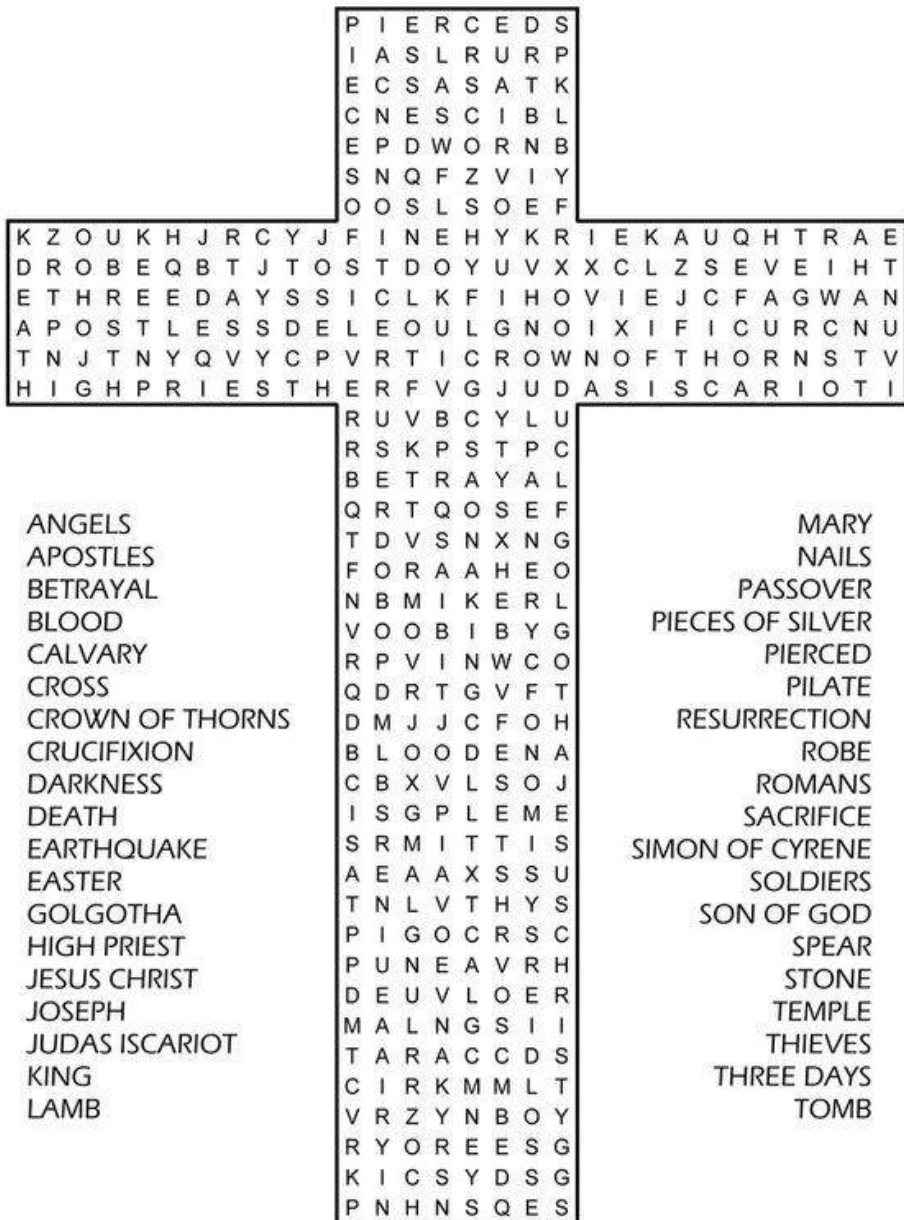 P I E R C E D S
I A S L R U R P
E C S A S A T K
C N E S C I B L
E P D W O R N B
S N Q F Z V I Y
O O S L S O E F
K Z O U K H J R C Y J F I N E H Y K R I E K A U Q H T R A E
D R O B E Q B T J T O S T D O Y U V X X C L Z S E V E I H T
E T H R E E D A Y S S I C L K F I H O V I E J C F A G W A N
A P O S T L E S S D E L E O U L G N O I X I F I C U R C N U
T N J T N Y Q V Y C P V R T I C R O W N O F T H O R N S T V
H I G H P R I E S T H E R F V G J U D A S I S C A R I O T I
R U V B C Y L U
R S K P S T P C
B E T R A Y A L
Q R T Q O S E F
T D V S N X N G
F O R A A H E O
N B M I K E R L
V O O B I B Y G
R P V I N W C O
Q D R T G V F T
D M J J C F O H
B L O O D E N A
C B X V L S O J
I S G P L E M E
S R M I T T I S
A E A A X S S U
T N L V T H Y S
P I G O C R S C
P U N E A V R H
D E U V L O E R
M A L N G S I I
T A R A C C D S
C I R K M M L T
V R Z Y N B O Y
R Y O R E E S G
K I C S Y D S G
P N H N S Q E S
ANGELS
APOSTLES
BETRAYAL
BLOOD
CALVARY
CROSS
CROWN OF THORNS
CRUCIFIXION
DARKNESS
DEATH
EARTHQUAKE
EASTER
GOLGOTHA
HIGH PRIEST
JESUS CHRIST
JOSEPH
JUDAS ISCARIOT
KING
LAMB
MARY
NAILS
PASSOVER
PIECES OF SILVER
PIERCED
PILATE
RESURRECTION
ROBE
ROMANS
SACRIFICE
SIMON OF CYRENE
SOLDIERS
SON OF GOD
SPEAR
STONE
TEMPLE
THIEVES
THREE DAYS
TOMB